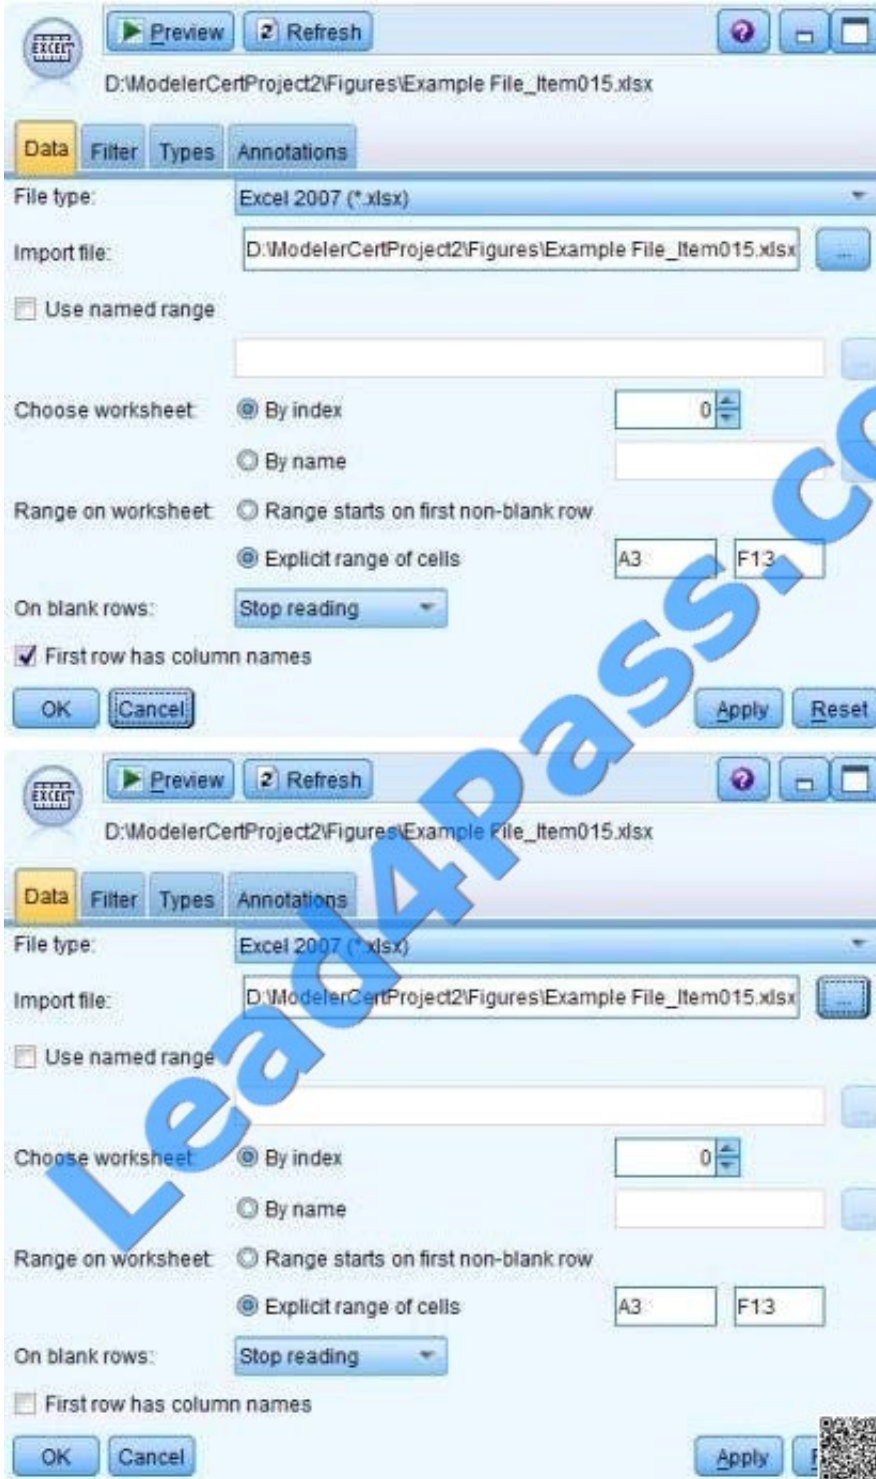 EXCEL
Preview
Refresh
D:\ModelerCertProject2\Figures\Example File_Item015.xlsx
Data Filter Types Annotations
File type: Excel 2007 (*.xlsx)
Import file: D:\ModelerCertProject2\Figures\Example File_Item015.xlsx ...
Use named range
Choose worksheet: By index 0
By name
Range on worksheet: Range starts on first non-blank row
Explicit range of cells A3 F13
On blank rows: Stop reading
First row has column names
OK Cancel Apply Reset
EXCEL
Preview
Refresh
D:\ModelerCertProject2\Figures\Example File_Item015.xlsx
Data Filter Types Annotations
File type: Excel 2007 (*.xlsx)
Import file: D:\ModelerCertProject2\Figures\Example File_Item015.xlsx ...
Use named range
Choose worksheet: By index 0
By name
Range on worksheet: Range starts on first non-blank row
Explicit range of cells A3 F13
On blank rows: Stop reading
First row has column names
OK Cancel Apply
Lead4Pass.co